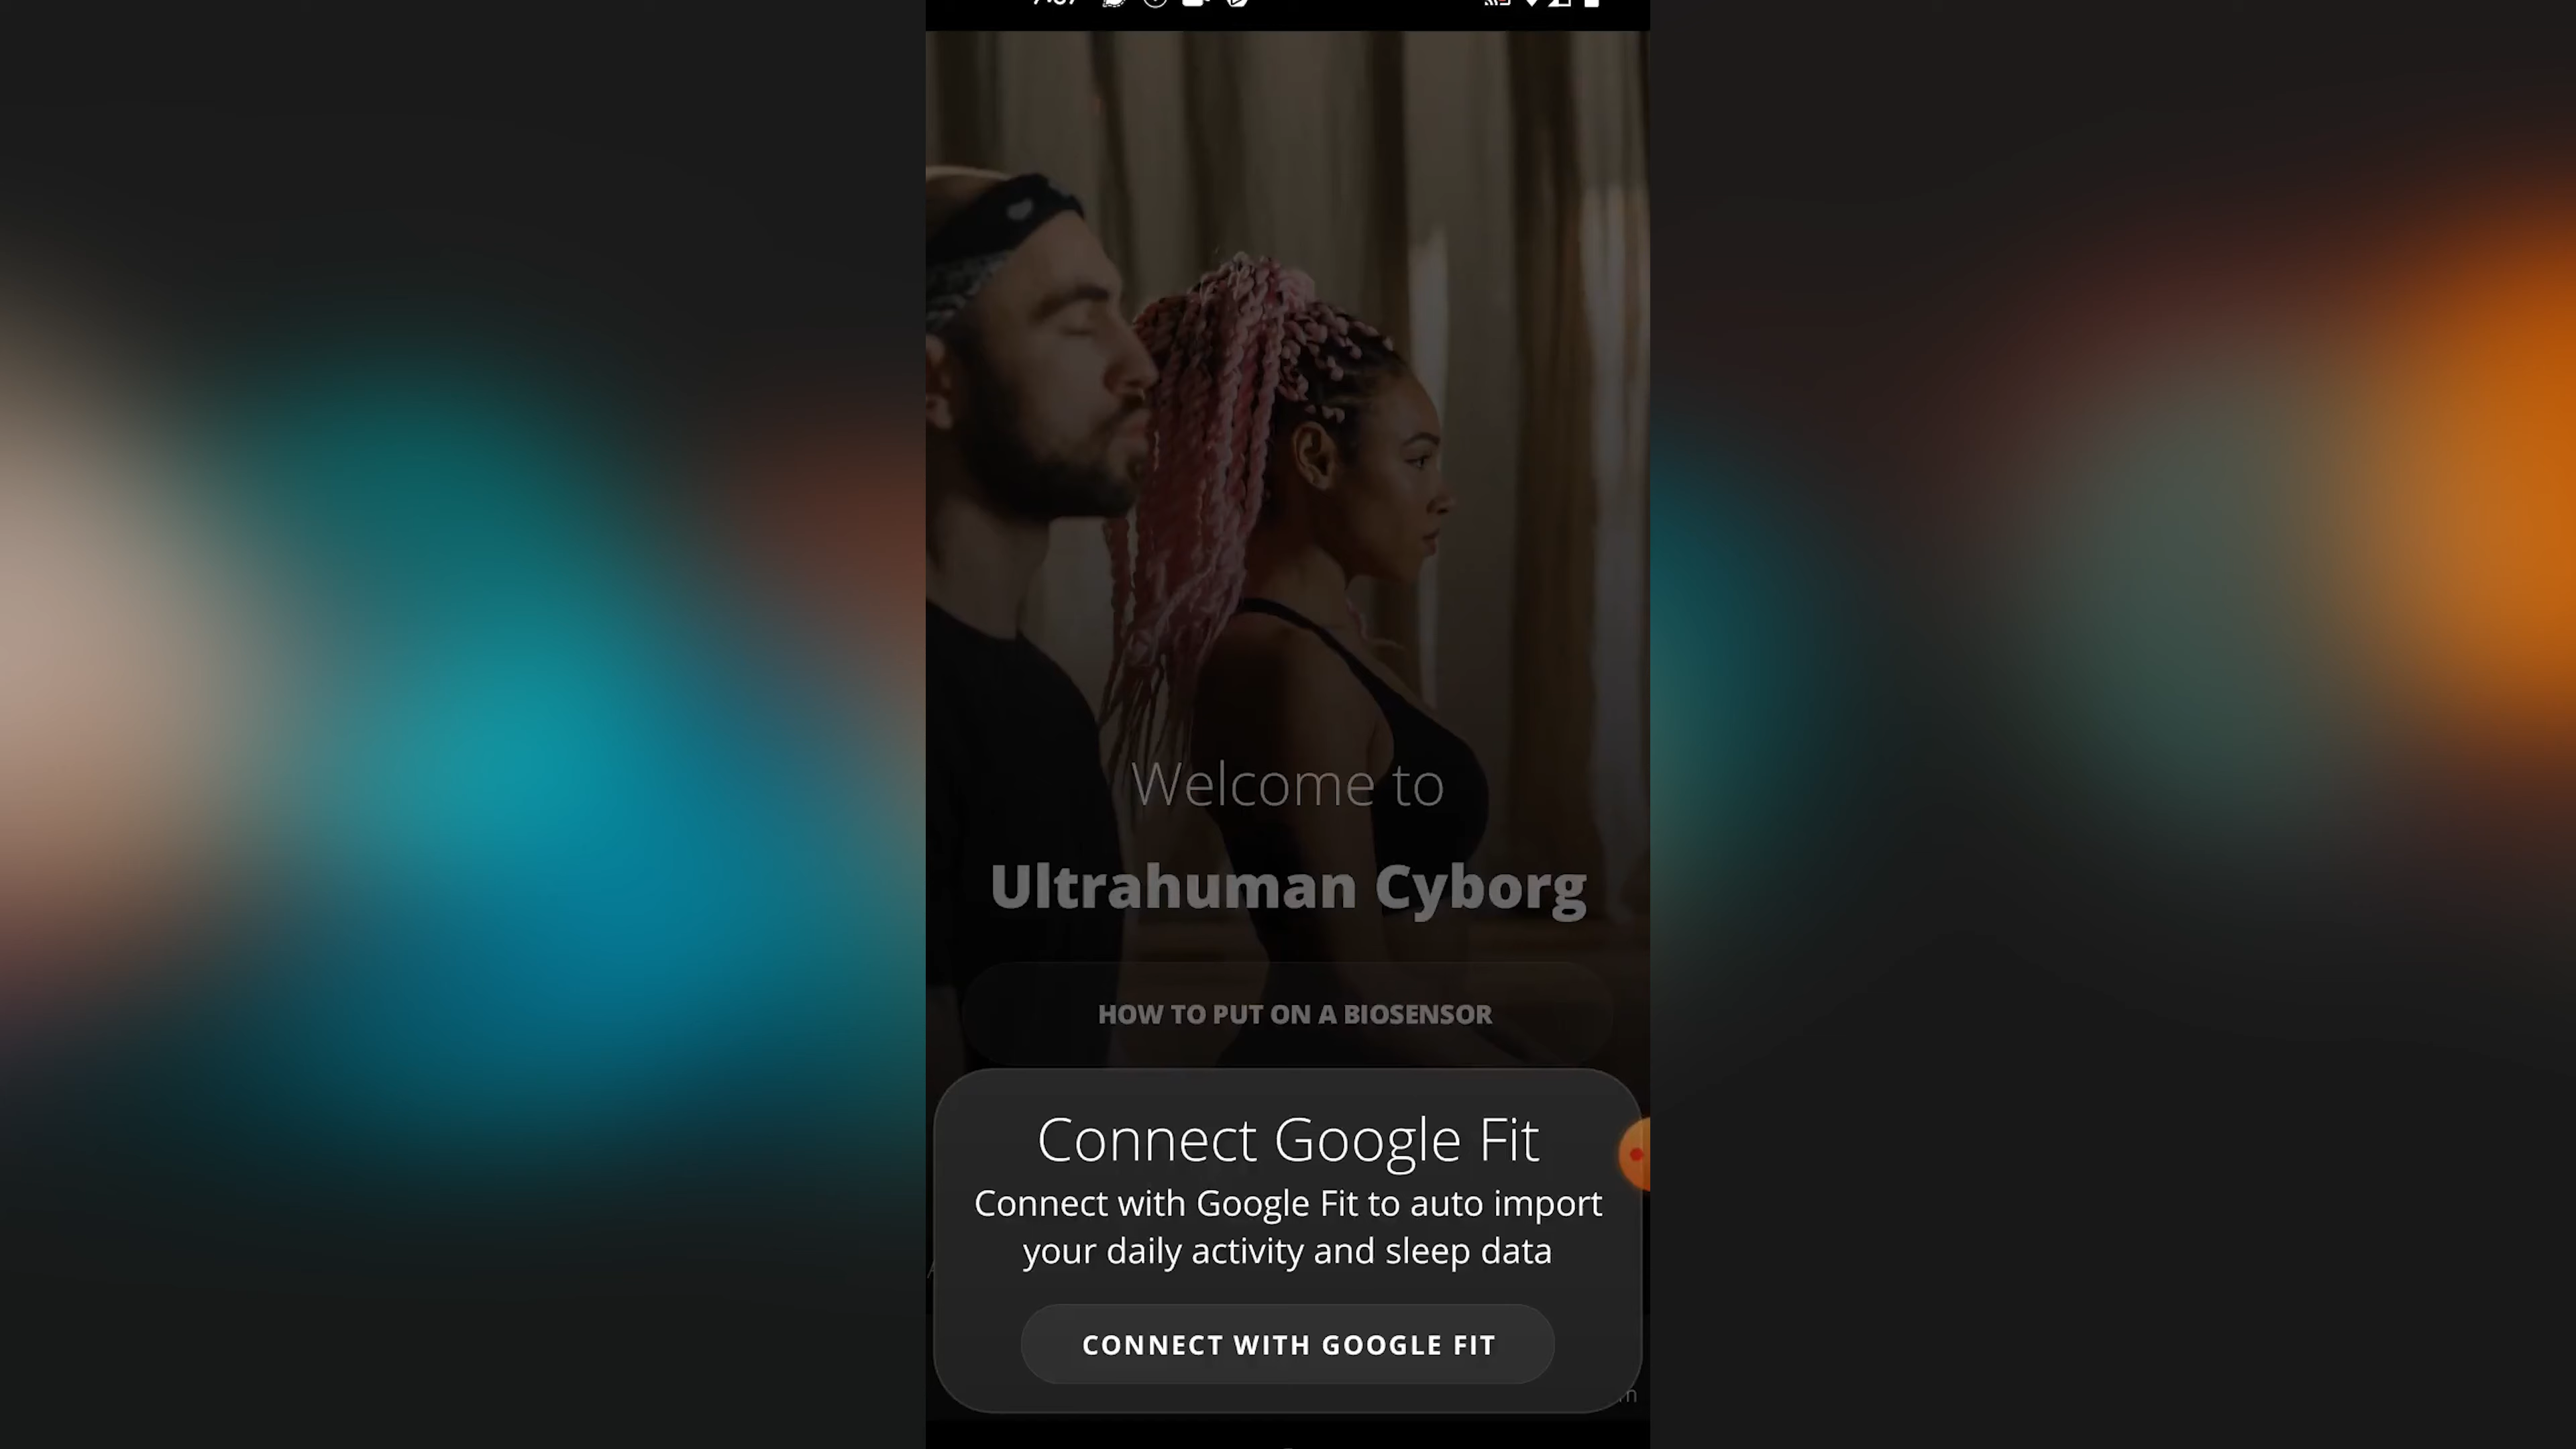 Welcome to
Ultrahuman Cyborg
HOW TO PUT ON A BIOSENSOR
Connect Google Fit
Connect with Google Fit to auto import
your daily activity and sleep data
CONNECT WITH GOOGLE FIT